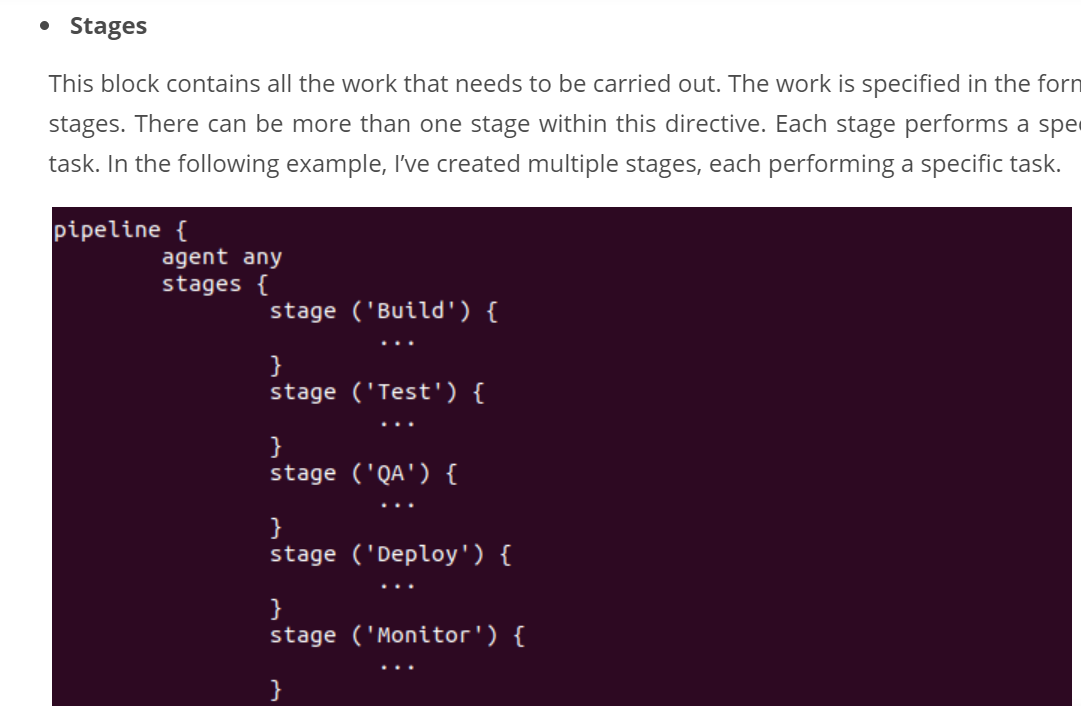 Stages
This block contains all the work that needs to be carried out. The work is specified in the
stages. There can be more than one stage within this directive. Each stage performs a
task. In the following example, I've created multiple stages, each performing a specific task.
pipeline {
agent any
stages {
stage ('Build') {
...
}
stage ('Test') {
...
}
stage ('QA') {
...
}
stage ('Deploy') {
...
}
stage ('Monitor') {
...
}